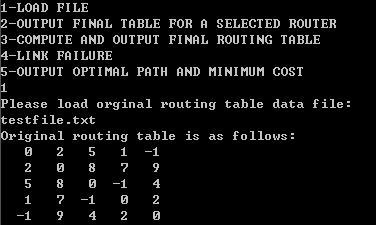 1-LOAD FILE
2-OUTPUT FINAL TABLE FOR A SELECTED ROUTER
3-COMPUTE AND OUTPUT FINAL ROUTING TABLE
4-LINK FAILURE
5-OUTPUT OPTIMAL PATH AND MINIMUM COST
1
Please load orginal routing table data file:
testfile.txt
Original routing table is as follows:
0 2 5 1 -1
2 0 8 7 9
5 8 0 -1 4
1 7 -1 0 2
-1 9 4 2 0